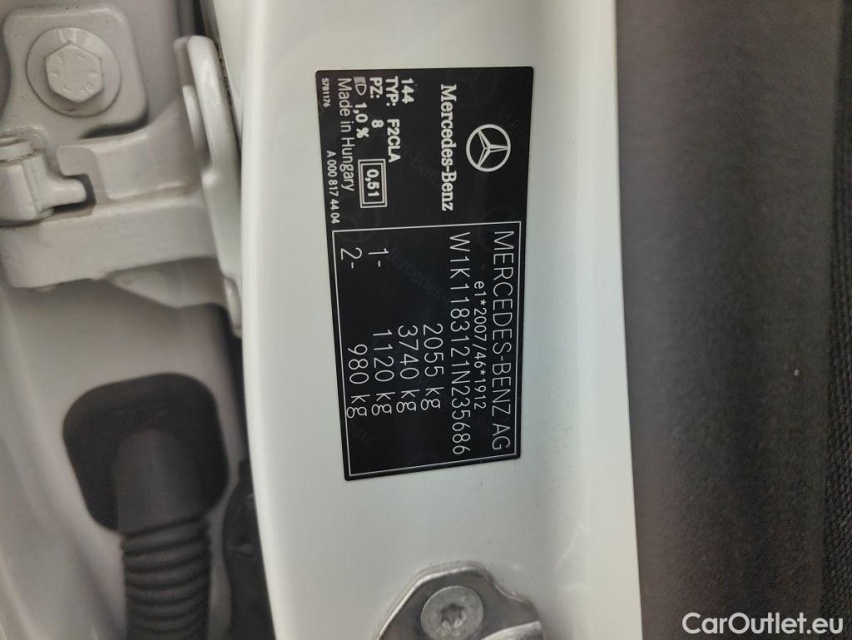 Mercedes-Benz
144
TYP: F2CLA
PZ: 8
1,0 %
0,51
Made in Hungary
5781176
A 000 817 44 04
MERCEDES-BENZ AG
e1*2007/46*1912
W1K1183121N235686
2055 kg
3740 kg
1- 1120 kg
2- 980 kg
CarOutlet.eu